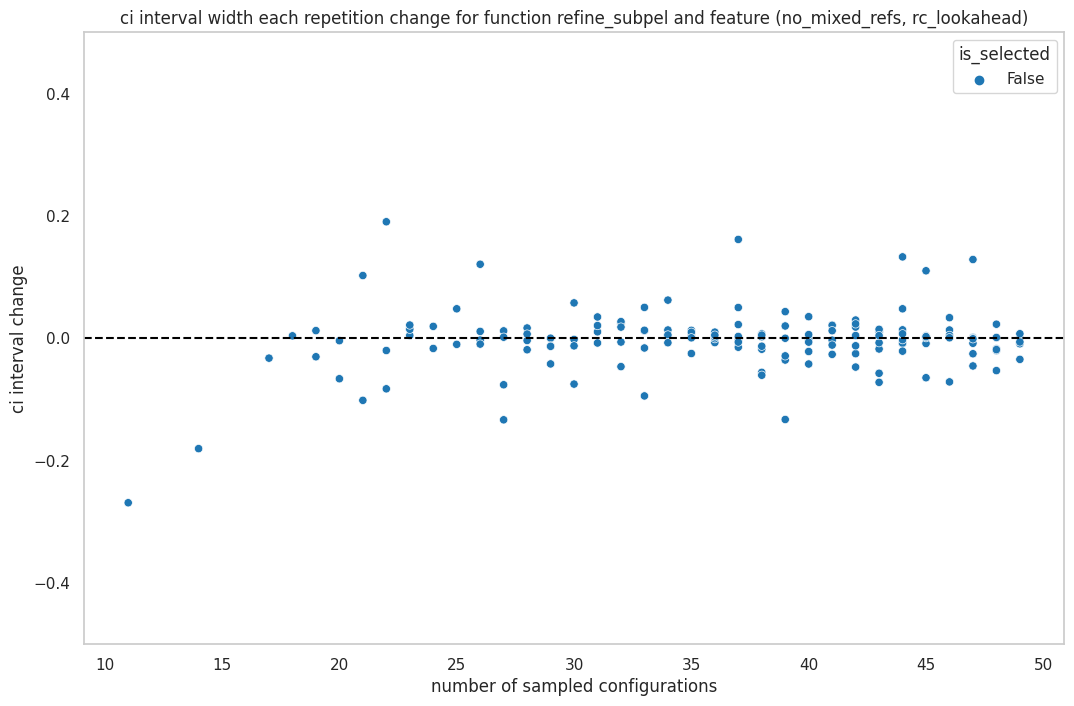 ci interval width each repetition change for function refine_subpel and feature (no_mixed_refs, rc_lookahead)
is_selected
False
0.4
0.2
0.0
−0.2
−0.4
ci interval change
10 15 20 25 30 35 40 45 50
number of sampled configurations